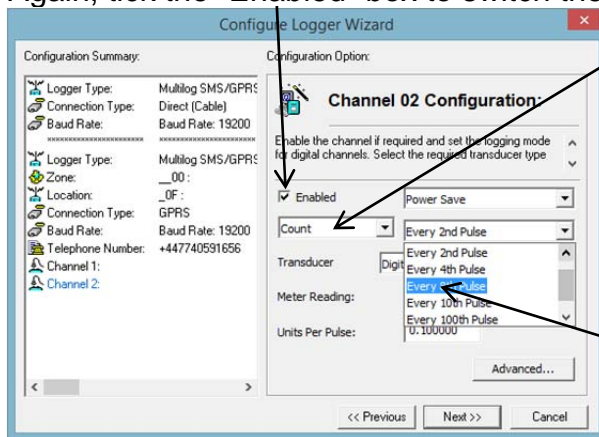 Again, tick the "Enabled" box to switch the
Configure Logger Wizard
Configuration Summary:
Logger Type: Multilog SMS/GPRS
Connection Type: Direct (Cable)
Baud Rate: Baud Rate: 19200
Logger Type: Multilog SMS/GPRS
Zone: __00 :
Location: _0F :
Connection Type: GPRS
Baud Rate: Baud Rate: 19200
Telephone Number: +447740591656
Channel 1:
Channel 2:
Configuration Option:
Channel 02 Configuration:
Enable the channel if required and set the logging mode
for digital channels. Select the required transducer type
Enabled
Power Save
Count
Every 2nd Pulse
Every 2nd Pulse
Every 4th Pulse
Every Pulse
Every 10th Pulse
Every 100th Pulse
Transducer Digit
Meter Reading:
Units Per Pulse: 0.100000
Advanced...
<< Previous
Next >>
Cancel